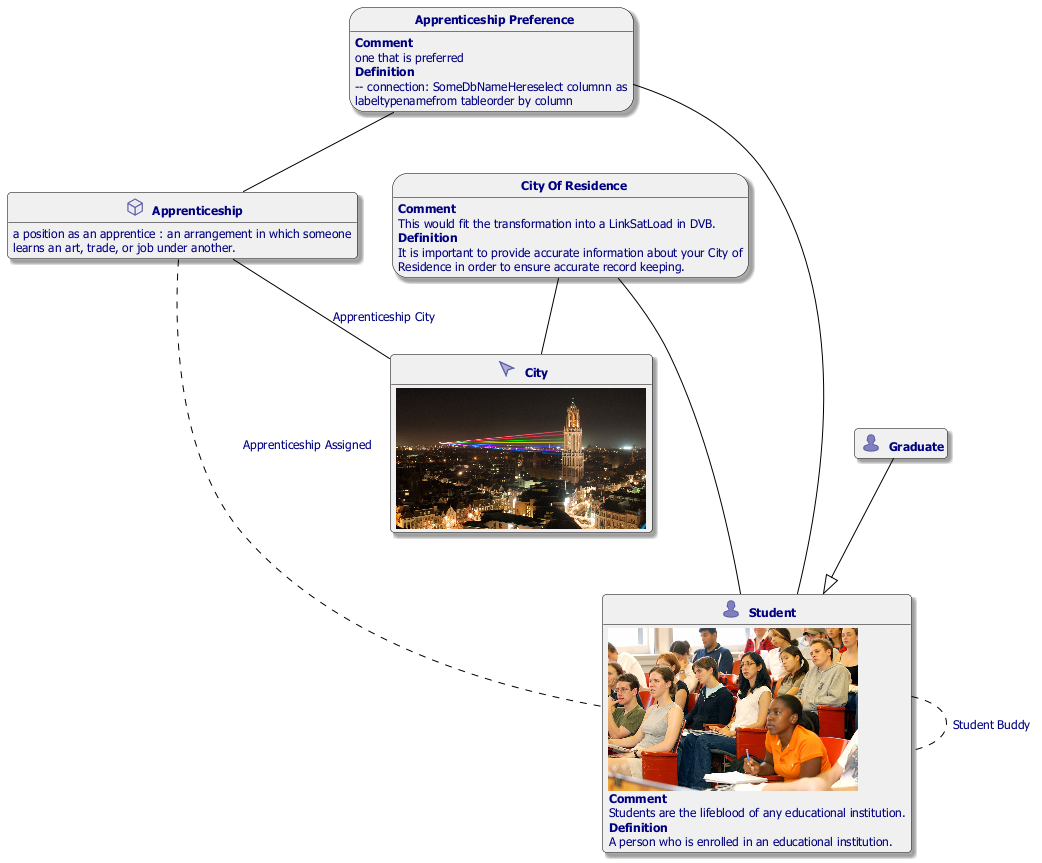 Apprenticeship Preference
Comment
one that is preferred
Definition
-- connection: SomeDbNameHereselect columnn as
labeltypenamefrom tableorder by column
City Of Residence
Comment
This would fit the transformation into a LinkSatLoad in DVB.
Definition
It is important to provide accurate information about your City of
Residence in order to ensure accurate record keeping.
Apprenticeship
a position as an apprentice : an arrangement in which someone
learns an art, trade, or job under another.
Apprenticeship City
City
Apprenticeship Assigned
Graduate
Student
Student Buddy
Comment
Students are the lifeblood of any educational institution.
Definition
A person who is enrolled in an educational institution.